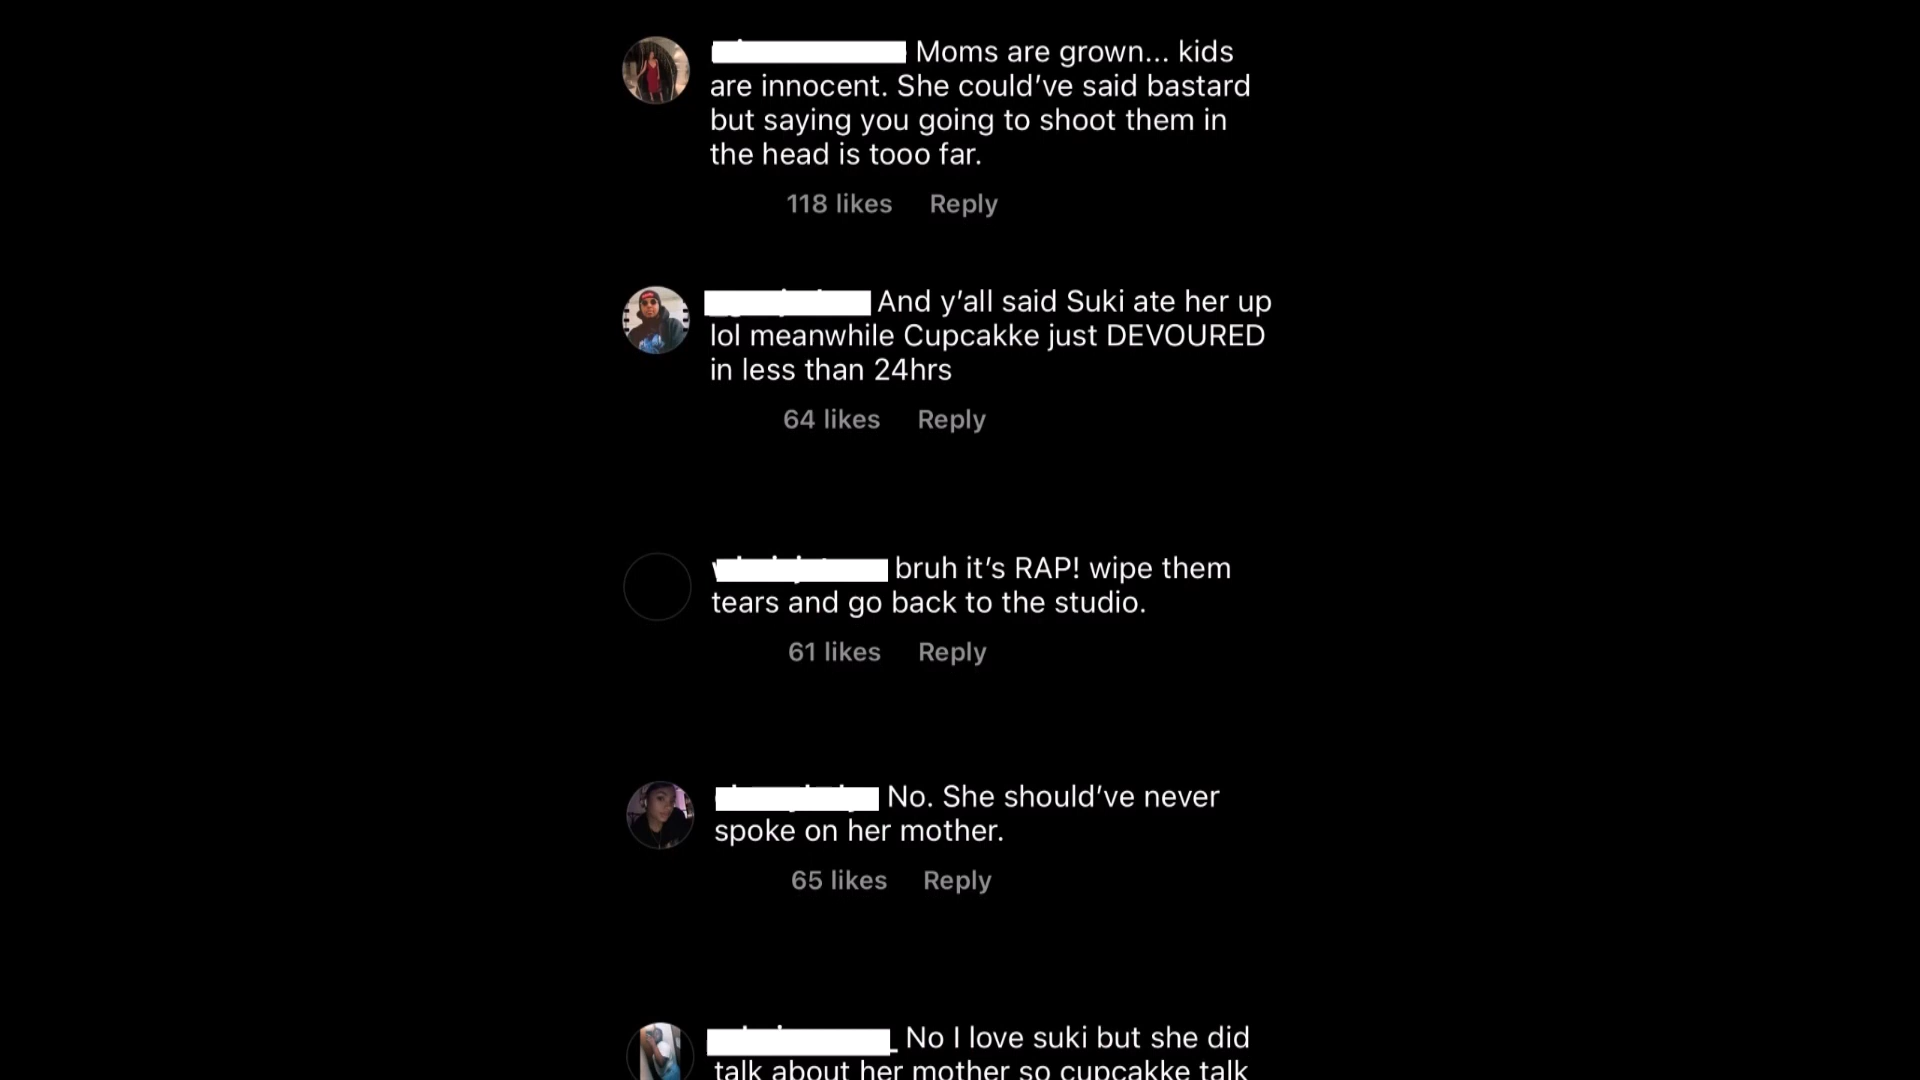 Moms are grown... kids
are innocent. She could've said bastard
but saying you going to shoot them in
the head is tooo far.
118 likes Reply
And y'all said Suki ate her up
lol meanwhile Cupcakke just DEVOURED
in less than 24hrs
64 likes Reply
bruh it's RAP! wipe them
tears and go back to the studio.
61 likes Reply
No. She should've never
spoke on her mother.
65 likes Reply
No I love suki but she did
talk about her mother so cupcakke talk